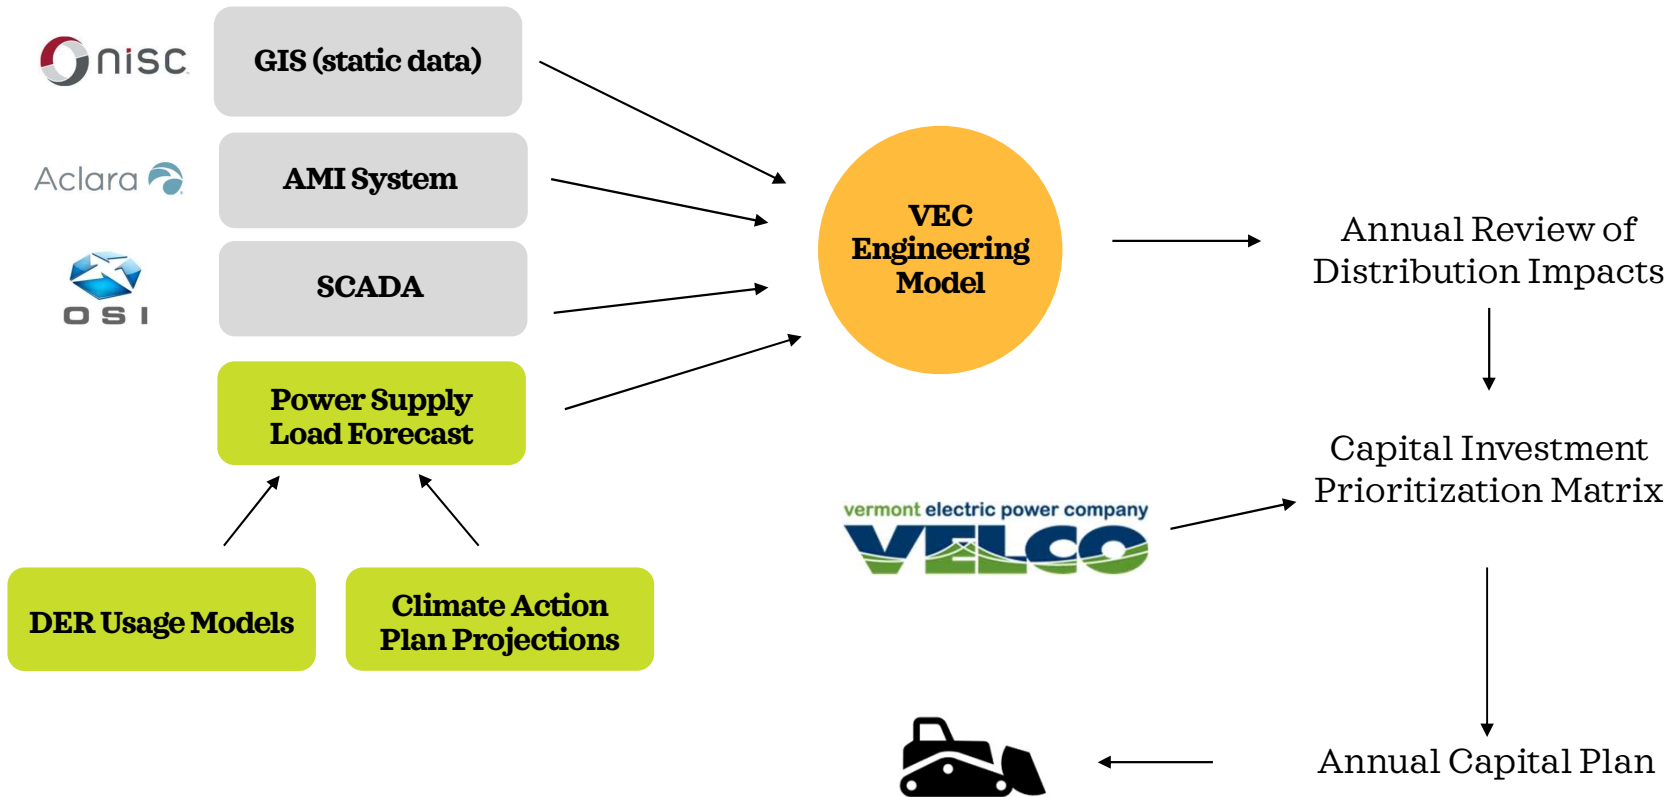 nisc
GIS (static data)
Aclara
AMI System
OSI
SCADA
Power Supply
Load Forecast
DER Usage Models
Climate Action
Plan Projections
VEC
Engineering
Model
Annual Review of
Distribution Impacts
Capital Investment
Prioritization Matrix
vermont electric power company
VELCO
Annual Capital Plan